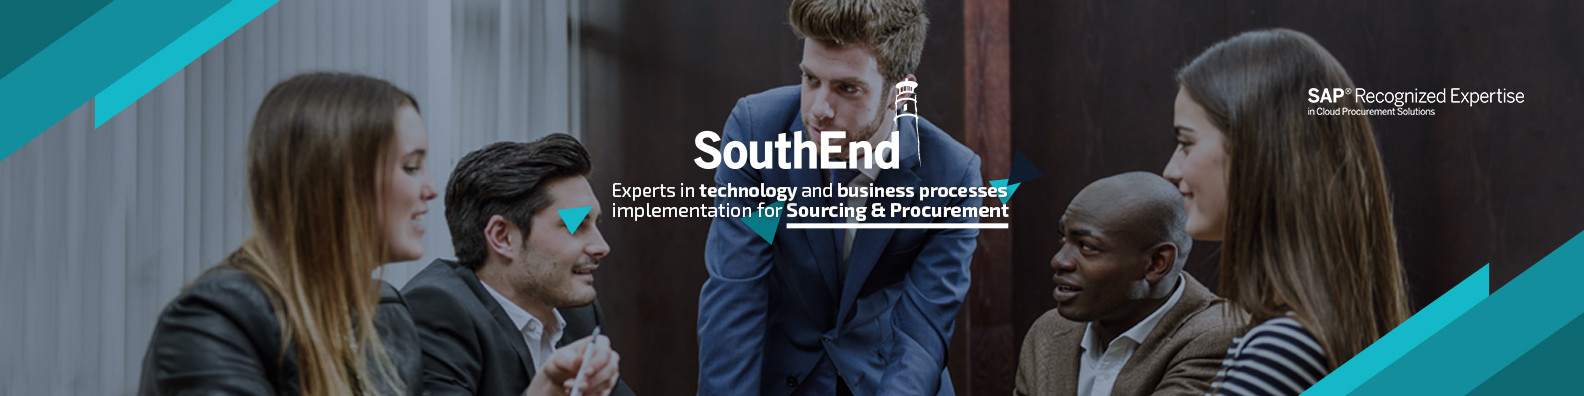 SouthEnd
Experts in technology and business processes
implementation for Sourcing & Procurement
SAP® Recognized Expertise
in Cloud Procurement Solutions